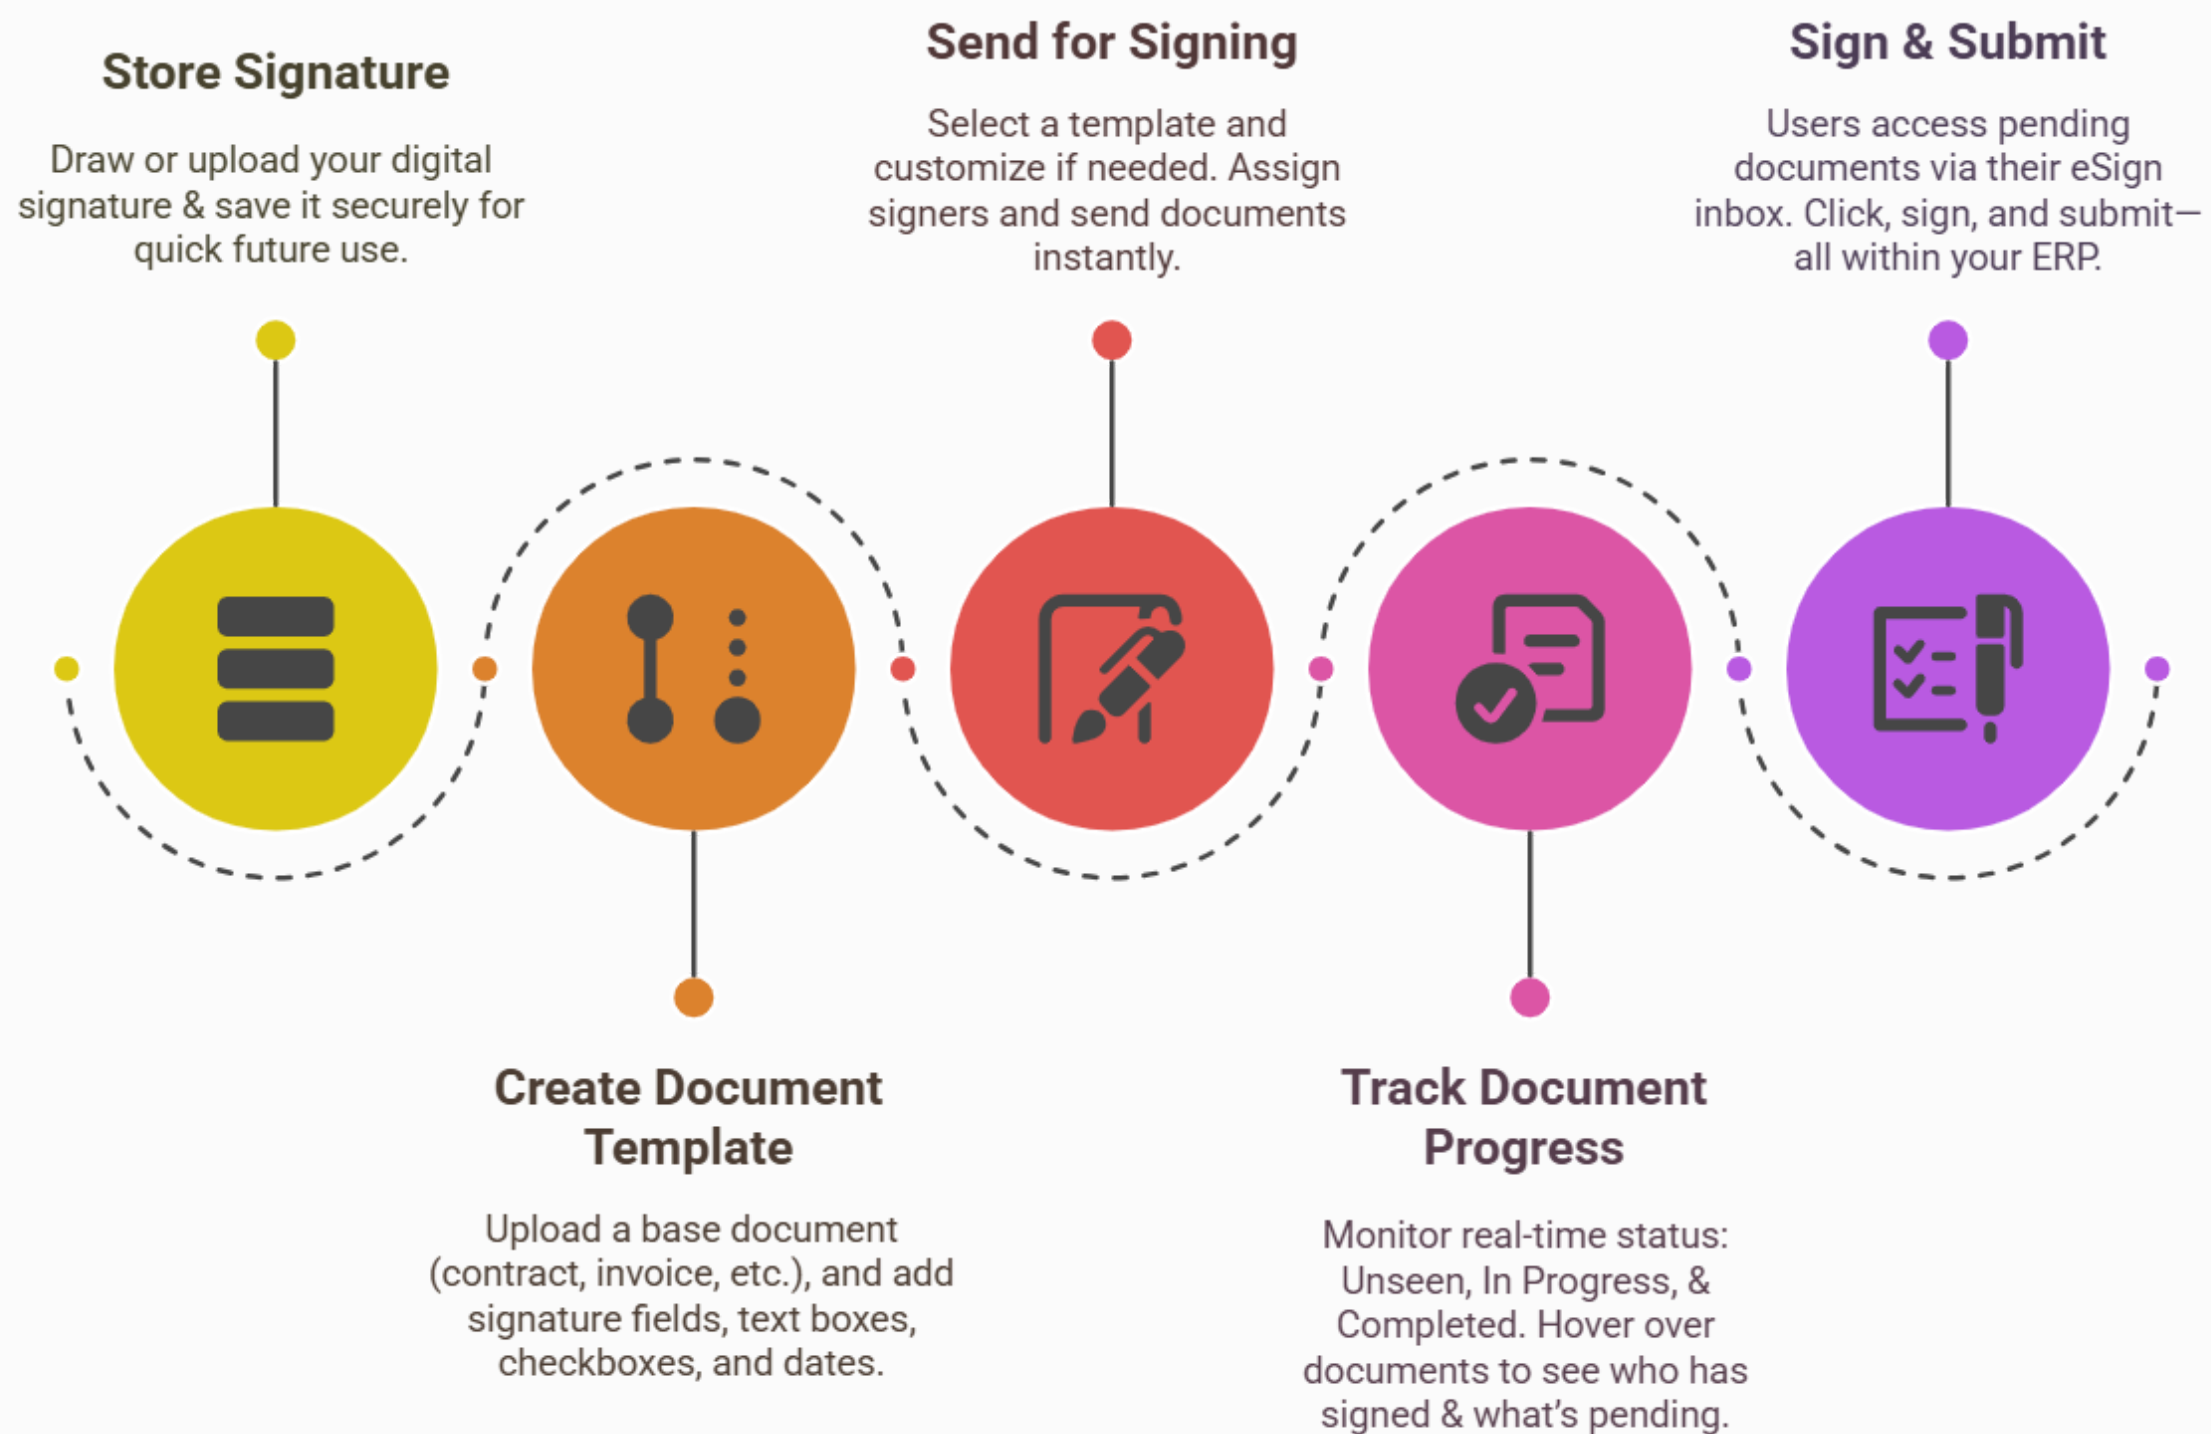 Store Signature
Draw or upload your digital
signature & save it securely for
quick future use.
Create Document
Template
Upload a base document
(contract, invoice, etc.), and add
signature fields, text boxes,
checkboxes, and dates.
Send for Signing
Select a template and
customize if needed. Assign
signers and send documents
instantly.
Track Document
Progress
Monitor real-time status:
Unseen, In Progress, &
Completed. Hover over
documents to see who has
signed & what’s pending.
Sign & Submit
Users access pending
documents via their eSign
inbox. Click, sign, and submit—
all within your ERP.